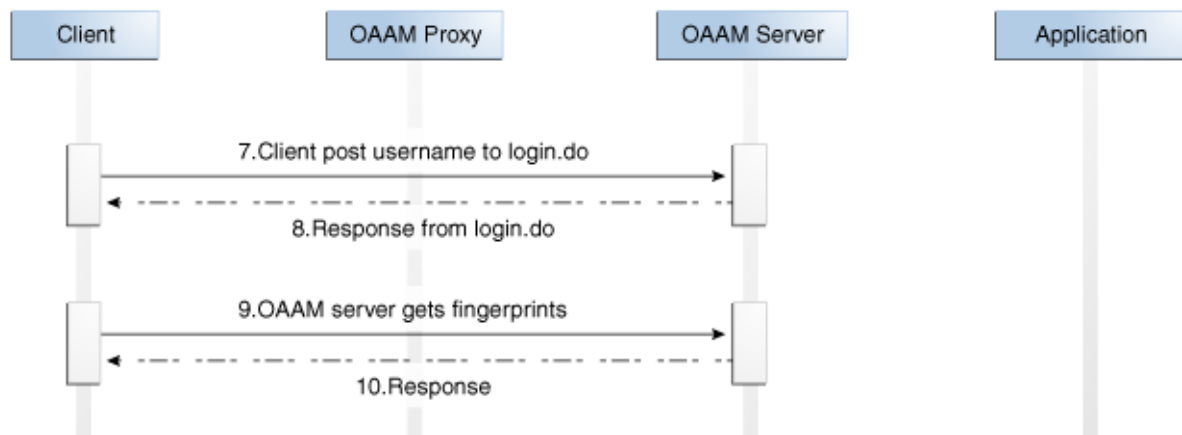 Client
OAAM Proxy
OAAM Server
Application
7.Client post username to login.do
8.Response from login.do
9.OAAM server gets fingerprints
10.Response